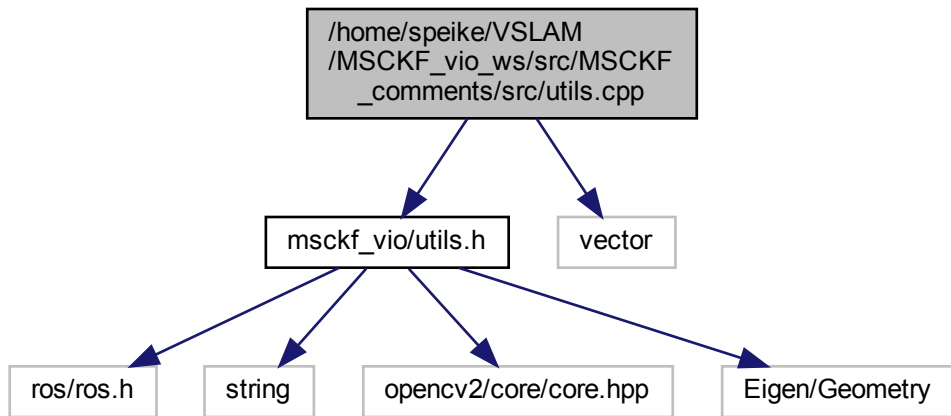 /home/speike/VSLAM
/MSCKF_vio_ws/src/MSCKF
_comments/src/utils.cpp
msckf_vio/utils.h
vector
ros/ros.h
string
opencv2/core/core.hpp
Eigen/Geometry